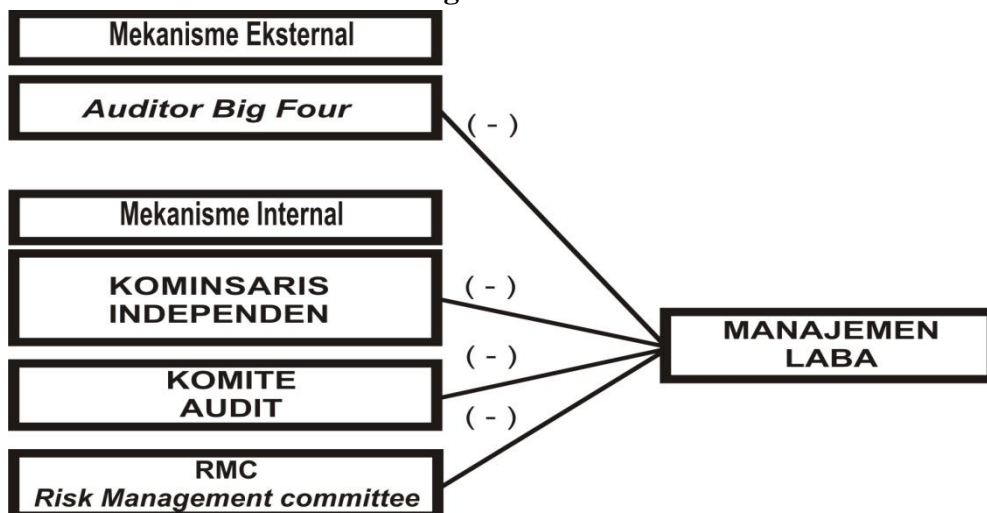 Mekanisme Eksternal
Auditor Big Four
( - )
Mekanisme Internal
KOMINSARIS
INDEPENDEN
( - )
MANAJEMEN
LABA
( - )
KOMITE
AUDIT
( - )
RMC
Risk Management committee